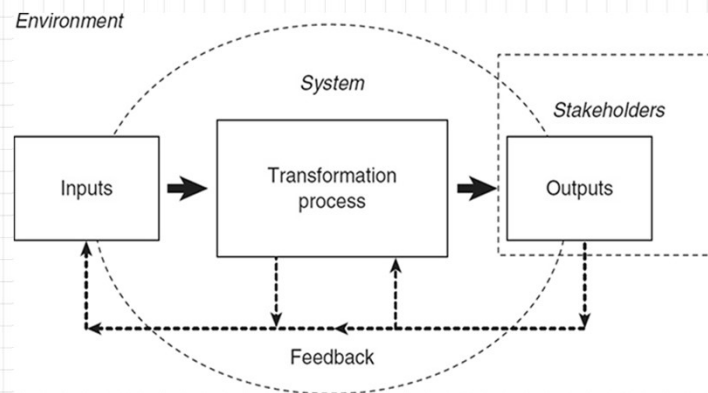 Environment
System
Stakeholders
Inputs
Transformation
process
Outputs
Feedback